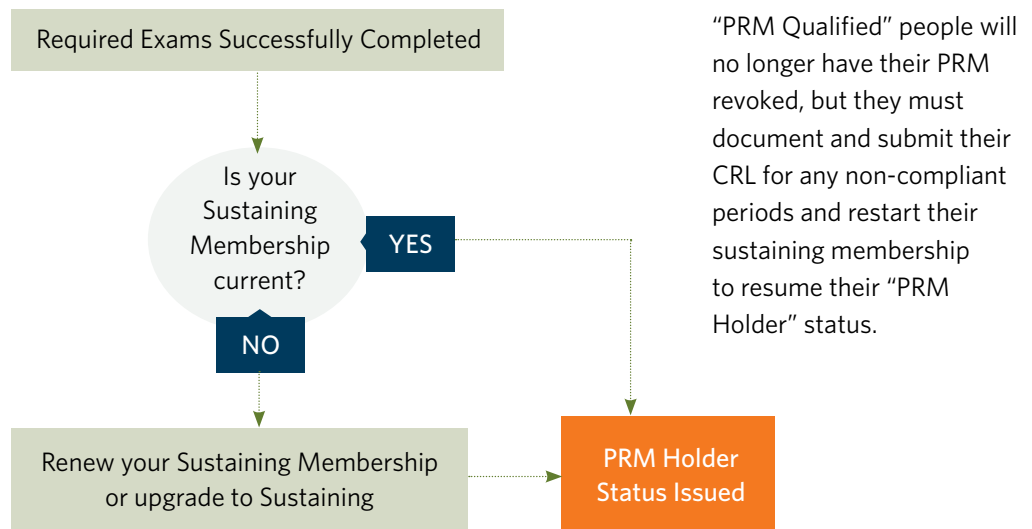 Required Exams Successfully Completed
Is your
Sustaining
Membership
current?
YES
NO
Renew your Sustaining Membership
or upgrade to Sustaining
PRM Holder
Status Issued
“PRM Qualified” people will
no longer have their PRM
revoked, but they must
document and submit their
CRL for any non-compliant
periods and restart their
sustaining membership
to resume their “PRM
Holder” status.